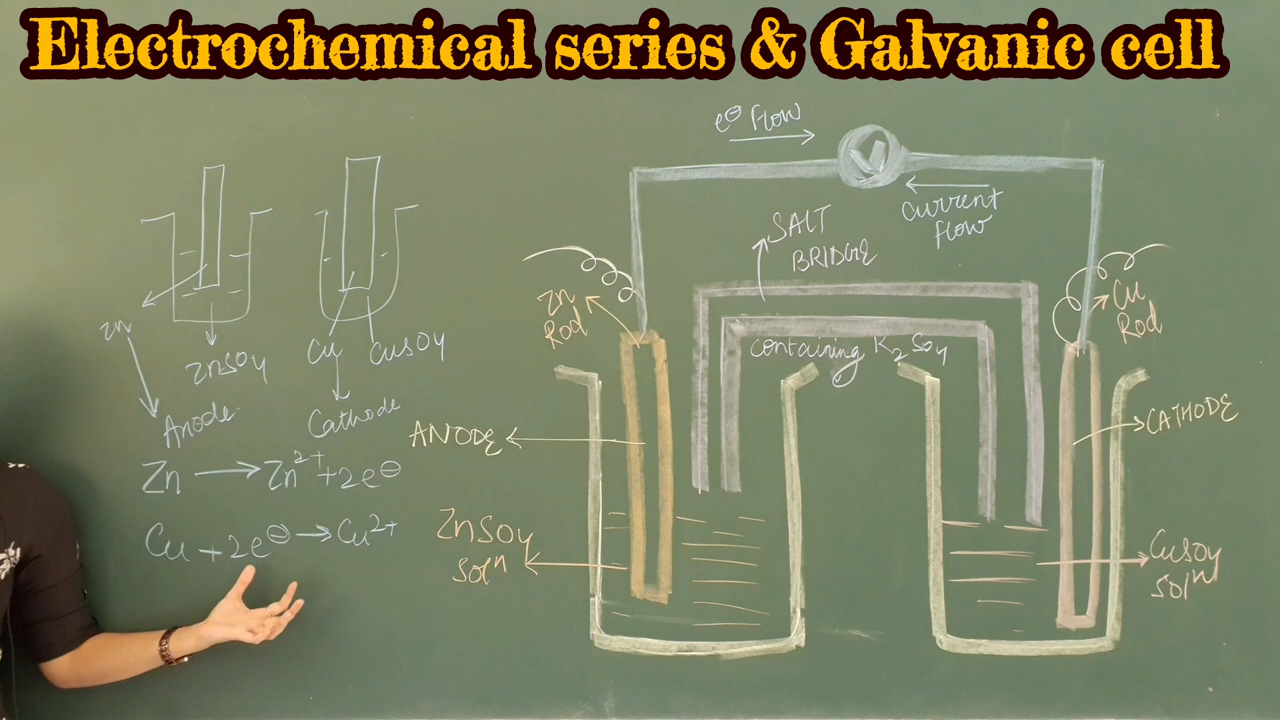 Electrochemical series & Galvanic cell
e⊖ flow
V
current
flow
SALT
BRIDGE
containing K₂SO₄
Zn
Rod
Cu
Rod
ANODE
CATHODE
ZnSO₄
solⁿ
CuSO₄
solⁿ
Zn
ZnSO₄
Cu
CuSO₄
Anode
Cathode
Zn → Zn²⁺ + 2e⊖
Cu + 2e⊖ → Cu²⁺